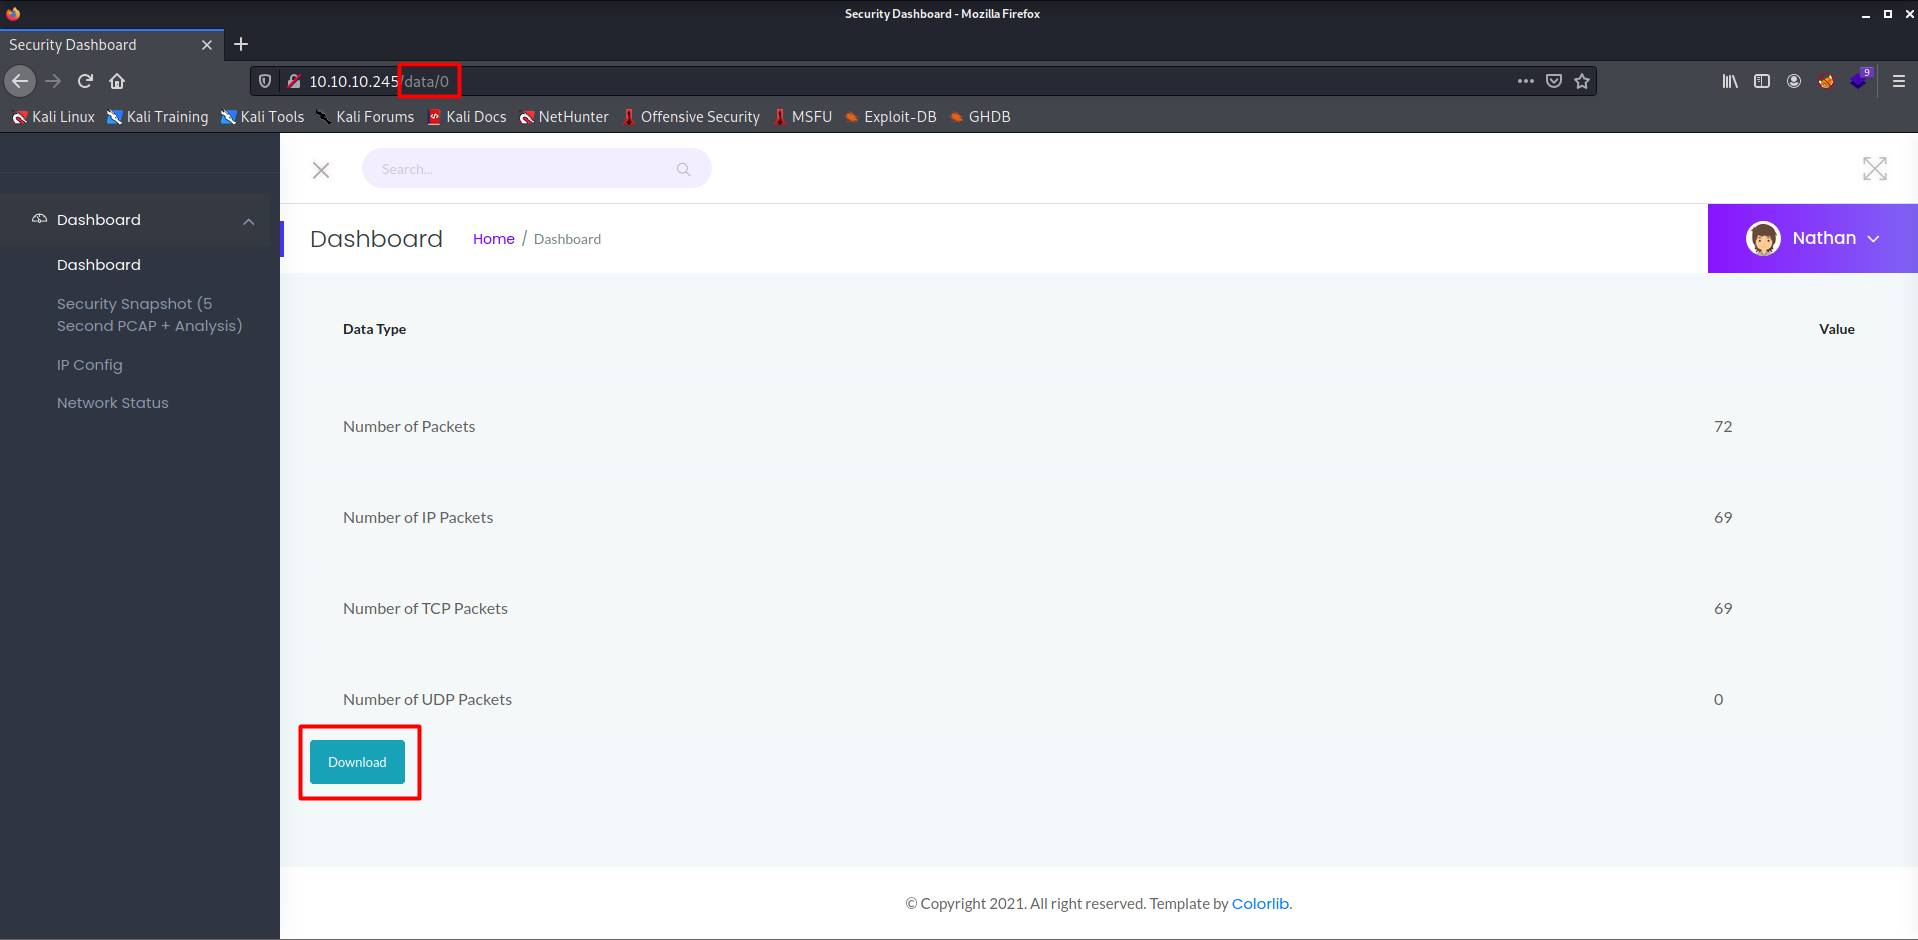 Security Dashboard - Mozilla Firefox
Security Dashboard
10.10.10.245/data/0
9
Kali Linux Kali Training Kali Tools Kali Forums Kali Docs NetHunter Offensive Security MSFU Exploit-DB GHDB
Search...
Dashboard
Dashboard
Security Snapshot (5
Second PCAP + Analysis)
IP Config
Network Status
Dashboard Home / Dashboard
Nathan
Data Type Value
Number of Packets 72
Number of IP Packets 69
Number of TCP Packets 69
Number of UDP Packets 0
Download
© Copyright 2021. All right reserved. Template by Colorlib.